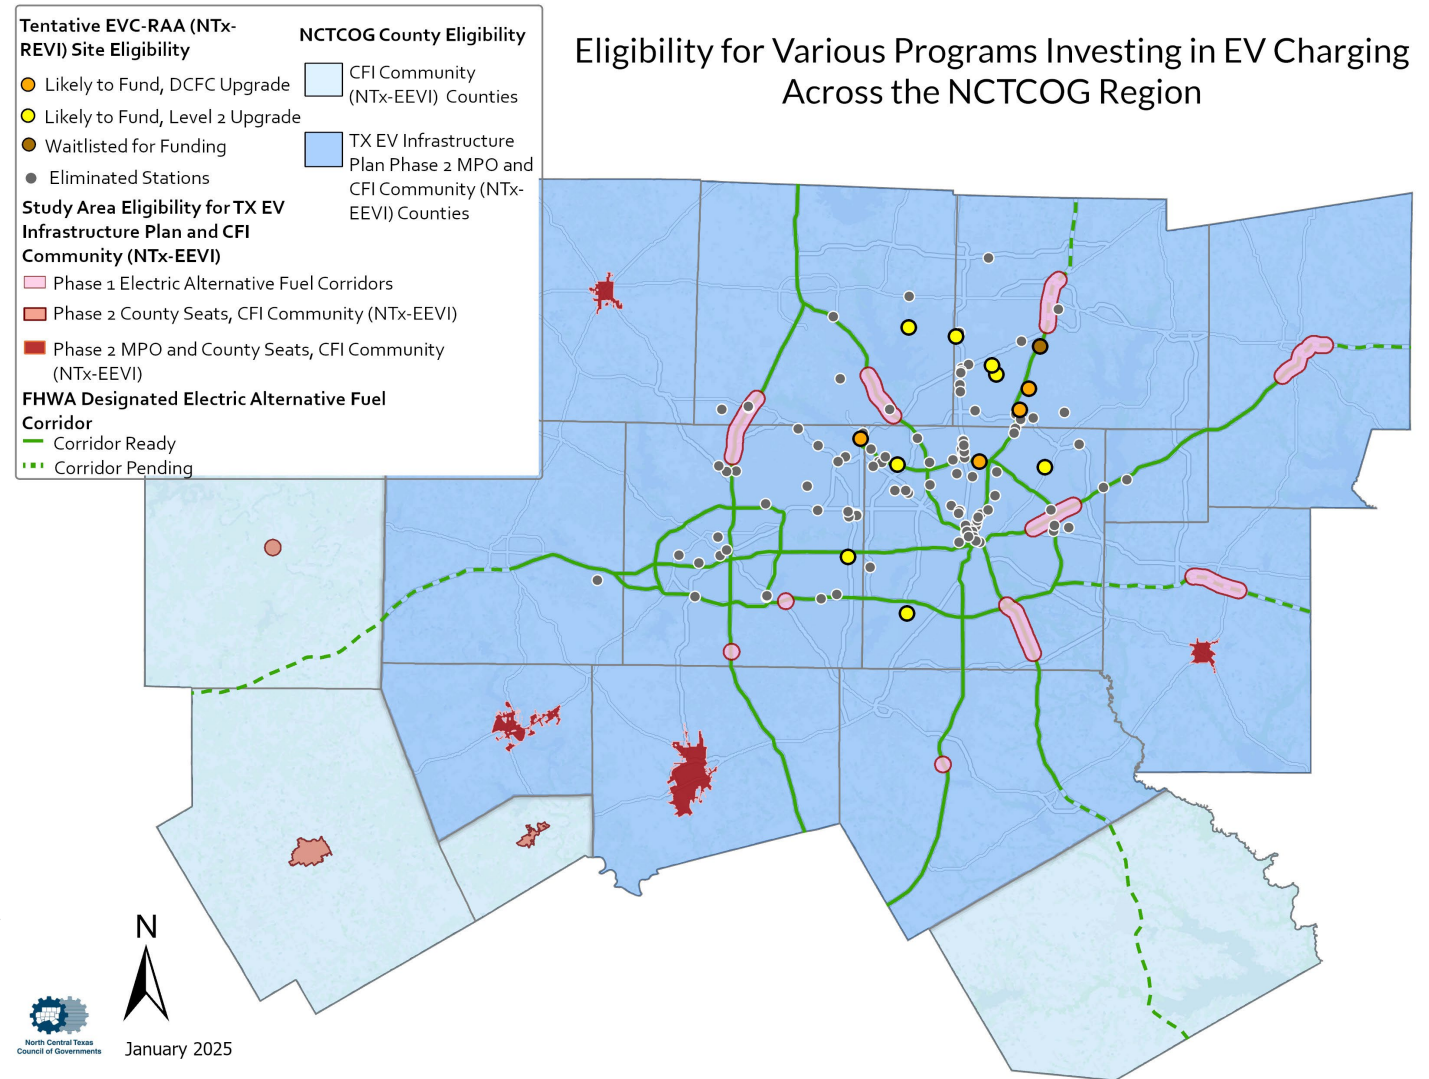 Eligibility for Various Programs Investing in EV Charging
Across the NCTCOG Region
Tentative EVC-RAA (NTx-
REVI) Site Eligibility
Likely to Fund, DCFC Upgrade
Likely to Fund, Level 2 Upgrade
Waitlisted for Funding
Eliminated Stations
Study Area Eligibility for TX EV
Infrastructure Plan and CFI
Community (NTx-EEVI)
Phase 1 Electric Alternative Fuel Corridors
Phase 2 County Seats, CFI Community (NTx-EEVI)
Phase 2 MPO and County Seats, CFI Community
(NTx-EEVI)
FHWA Designated Electric Alternative Fuel
Corridor
Corridor Ready
Corridor Pending
NCTCOG County Eligibility
CFI Community
(NTx-EEVI) Counties
TX EV Infrastructure
Plan Phase 2 MPO and
CFI Community (NTx-
EEVI) Counties
N
North Central Texas
Council of Governments
January 2025